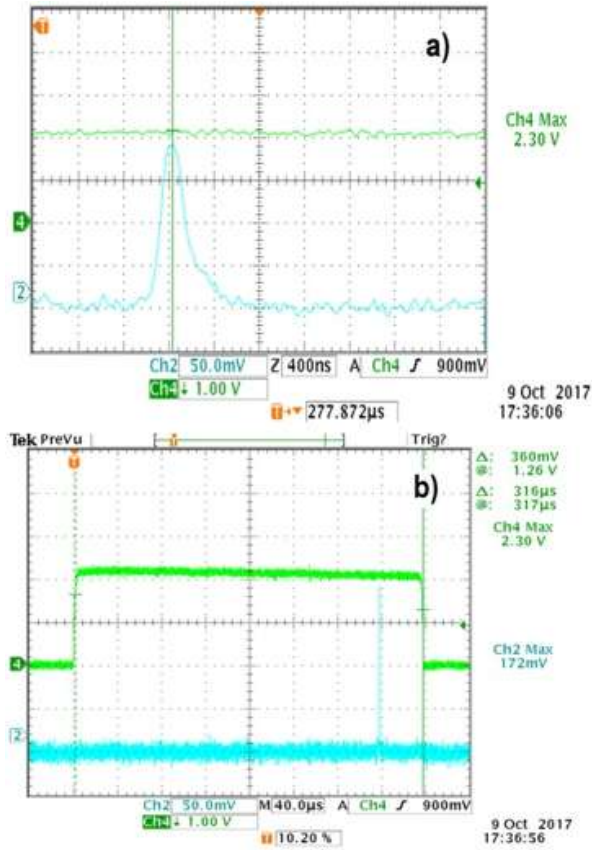 a)
Ch4 Max
2.30 V
4
2
Ch2 50.0mV Z 400ns A Ch4 ʃ 900mV
Ch4 ↓ 1.00 V
9 Oct 2017
277.872µs 17:36:06
Tek PreVu Trig?
Δ: 360mV
@: 1.26 V
b)
Δ: 316µs
@: 317µs
Ch4 Max
2.30 V
4
Ch2 Max
172mV
2
Ch2 50.0mV M 40.0µs A Ch4 ʃ 900mV
Ch4 ↓ 1.00 V
9 Oct 2017
10.20 % 17:36:56